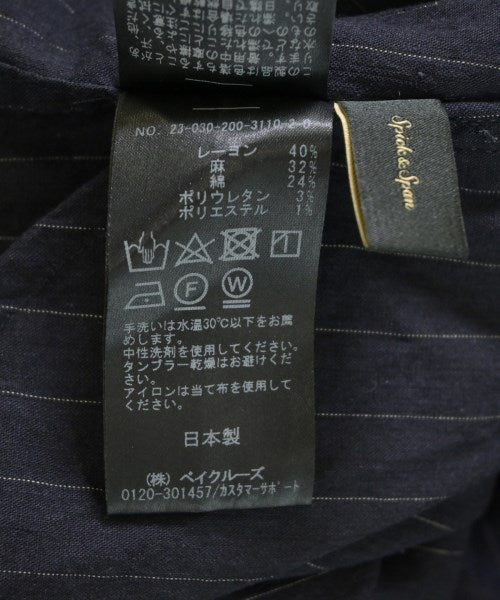 NO. 23-030-200-3110-2-0
レーヨン 40%
麻 32%
綿 24%
ポリウレタン 3%
ポリエステル 1%
F
W
手洗いは水温30℃以下をお薦
めします。
中性洗剤を使用してください。
タンブラー乾燥はお避けくだ
さい。
アイロンは当て布を使用して
ください。
日本製
(株) ベイクルーズ
0120-301457/カスタマーサポート
Spick & Span